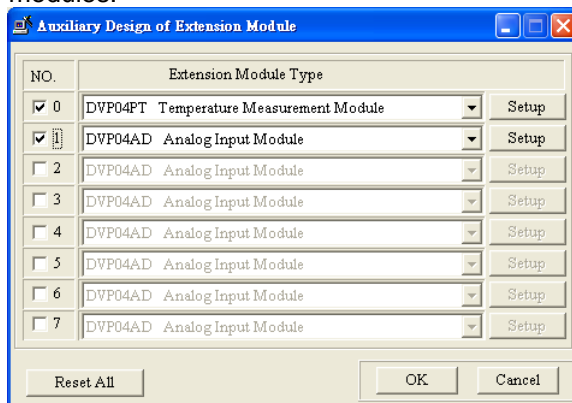 modules.
Auxiliary Design of Extension Module
NO. Extension Module Type
0 DVP04PT Temperature Measurement Module Setup
1 DVP04AD Analog Input Module Setup
2 DVP04AD Analog Input Module Setup
3 DVP04AD Analog Input Module Setup
4 DVP04AD Analog Input Module Setup
5 DVP04AD Analog Input Module Setup
6 DVP04AD Analog Input Module Setup
7 DVP04AD Analog Input Module Setup
Reset All OK Cancel